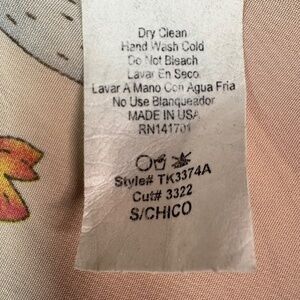 Dry Clean
Hand Wash Cold
Do Not Bleach
Lavar En Seco
Lavar A Mano Con Agua Fria
No Use Blanqueador
MADE IN USA
RN141701
Style# TK3374A
Cut# 3322
S/CHICO